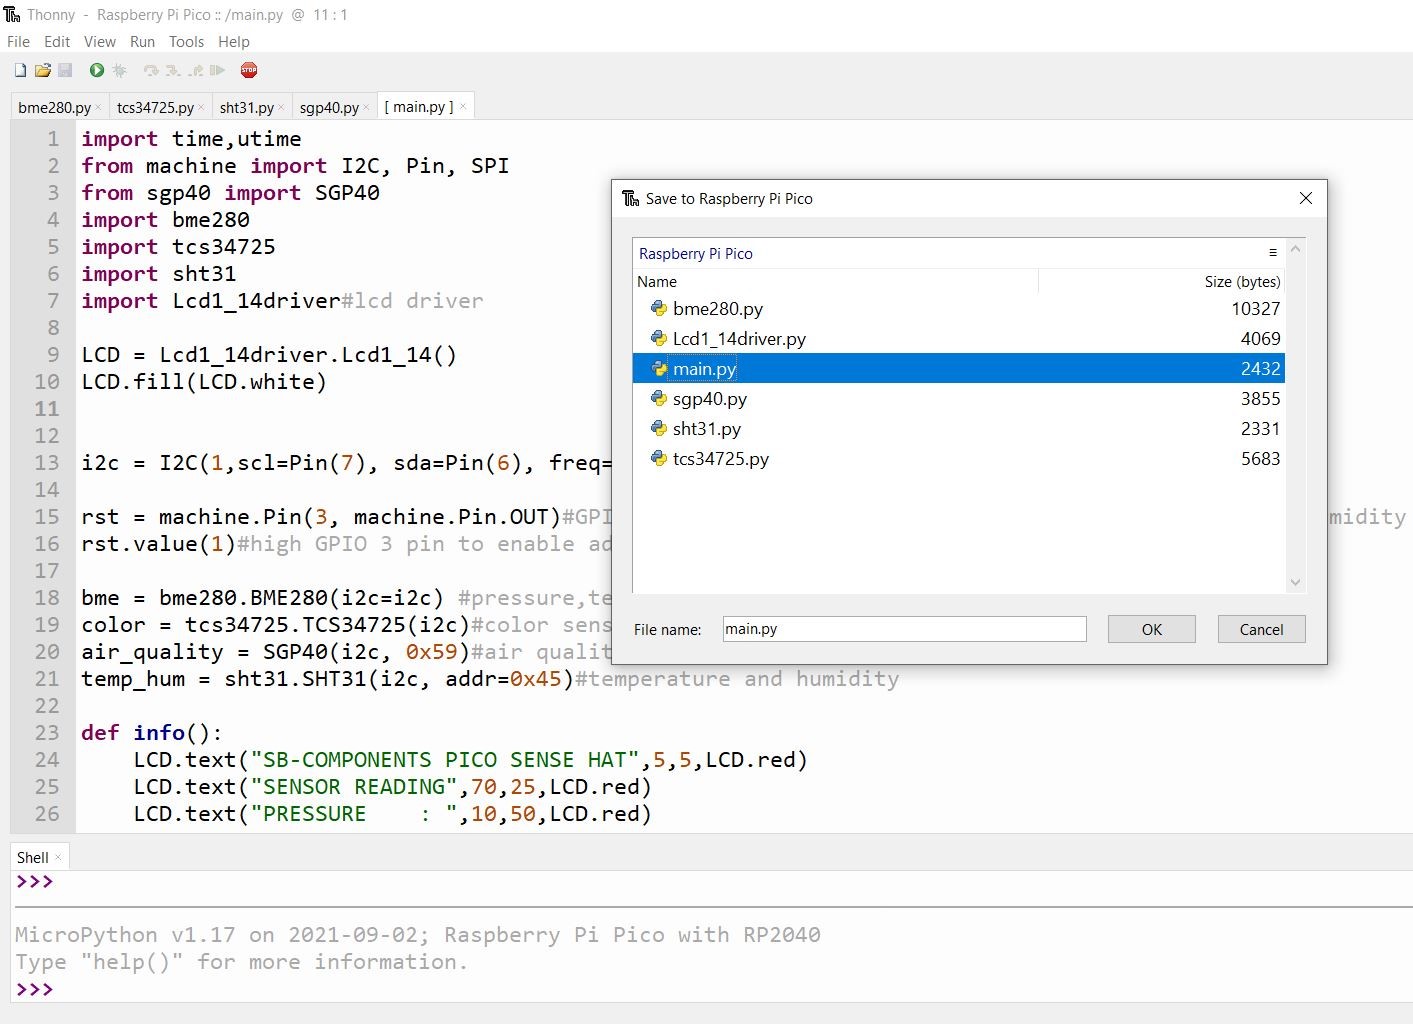 Thonny - Raspberry Pi Pico :: /main.py @ 11 : 1
File Edit View Run Tools Help
STOP
bme280.py × tcs34725.py × sht31.py × sgp40.py × [ main.py ] ×
1 import time,utime
2 from machine import I2C, Pin, SPI
3 from sgp40 import SGP40
4 import bme280
5 import tcs34725
6 import sht31
7 import Lcd1_14driver#lcd driver
8
9 LCD = Lcd1_14driver.Lcd1_14()
10 LCD.fill(LCD.white)
11
12
13 i2c = I2C(1,scl=Pin(7), sda=Pin(6), freq=
14
15 rst = machine.Pin(3, machine.Pin.OUT)#GPI midity
16 rst.value(1)#high GPIO 3 pin to enable ad
17
18 bme = bme280.BME280(i2c=i2c) #pressure,te
19 color = tcs34725.TCS34725(i2c)#color sens
20 air_quality = SGP40(i2c, 0x59)#air qualit
21 temp_hum = sht31.SHT31(i2c, addr=0x45)#temperature and humidity
22
23 def info():
24     LCD.text("SB-COMPONENTS PICO SENSE HAT",5,5,LCD.red)
25     LCD.text("SENSOR READING",70,25,LCD.red)
26     LCD.text("PRESSURE    : ",10,50,LCD.red)
Save to Raspberry Pi Pico
Raspberry Pi Pico
Name Size (bytes)
bme280.py 10327
Lcd1_14driver.py 4069
main.py 2432
sgp40.py 3855
sht31.py 2331
tcs34725.py 5683
File name: main.py OK Cancel
Shell ×
>>>
MicroPython v1.17 on 2021-09-02; Raspberry Pi Pico with RP2040
Type "help()" for more information.
>>>